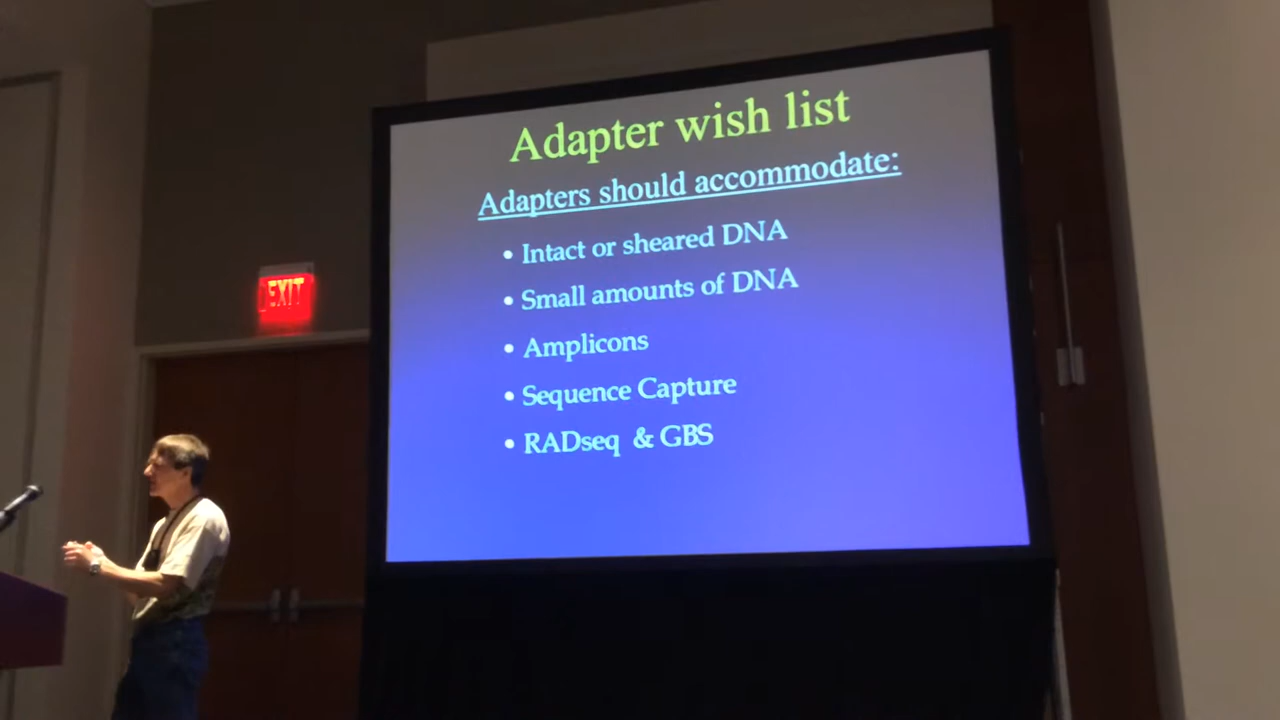 Adapter wish list
Adapters should accommodate:
• Intact or sheared DNA
• Small amounts of DNA
• Amplicons
• Sequence Capture
• RADseq & GBS
EXIT